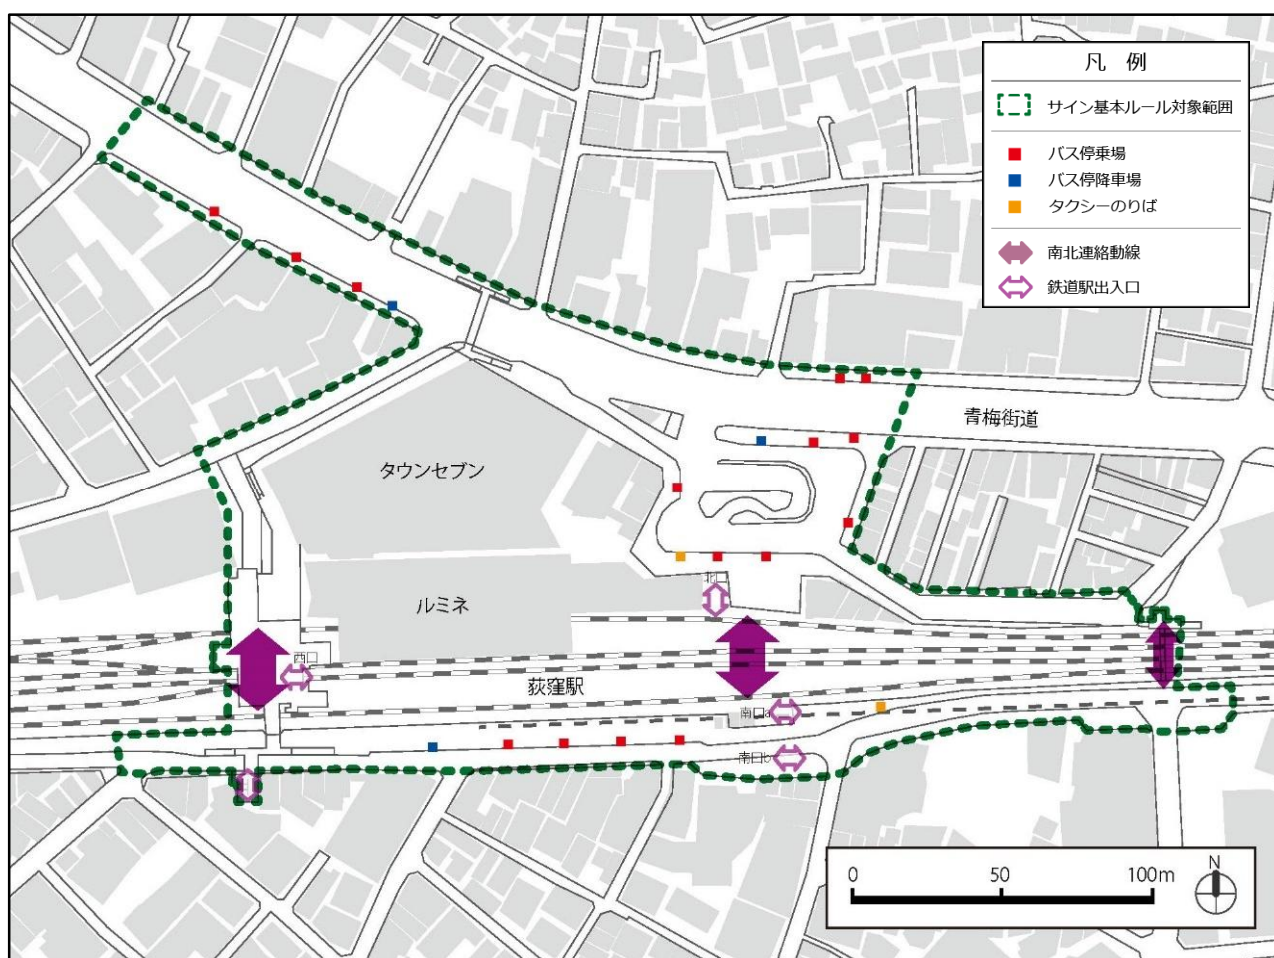 凡 例
サイン基本ルール対象範囲
バス停乗場
バス停降車場
タクシーのりば
南北連絡動線
鉄道駅出入口
青梅街道
タウンセブン
ルミネ
北口
西口
荻窪駅
南口a
南口b
0 50 100m
N